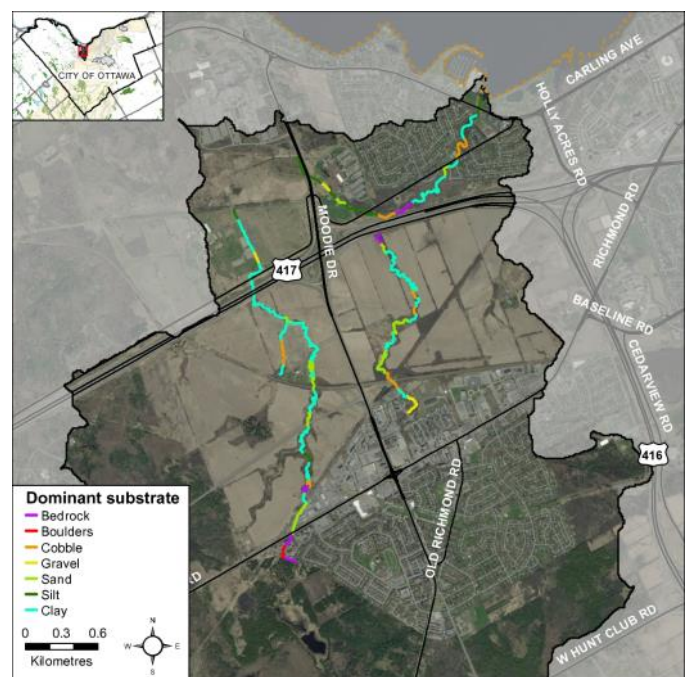 CITY OF OTTAWA
CARLING AVE
HOLLY ACRES RD
RICHMOND RD
MOODIE DR
417
BASELINE RD
CEDARVIEW RD
416
OLD RICHMOND RD
RD
W HUNT CLUB RD
Dominant substrate
Bedrock
Boulders
Cobble
Gravel
Sand
Silt
Clay
0 0.3 0.6
Kilometres
N
W E
S